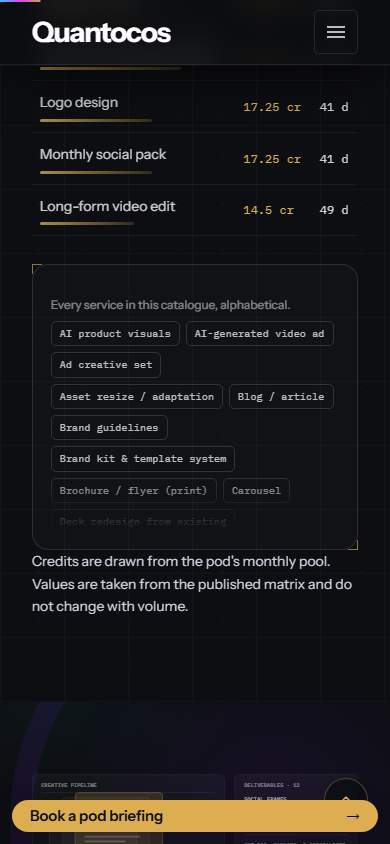 Quantocos
Logo design 17.25 cr 41 d
Monthly social pack 17.25 cr 41 d
Long-form video edit 14.5 cr 49 d
Every service in this catalogue, alphabetical.
AI product visuals AI-generated video ad
Ad creative set
Asset resize / adaptation Blog / article
Brand guidelines
Brand kit & template system
Brochure / flyer (print) Carousel
Deck redesign from existing
Credits are drawn from the pod's monthly pool.
Values are taken from the published matrix and do
not change with volume.
CREATIVE PIPELINE DELIVERABLES · 12
SOCIAL FRAMES
Book a pod briefing →